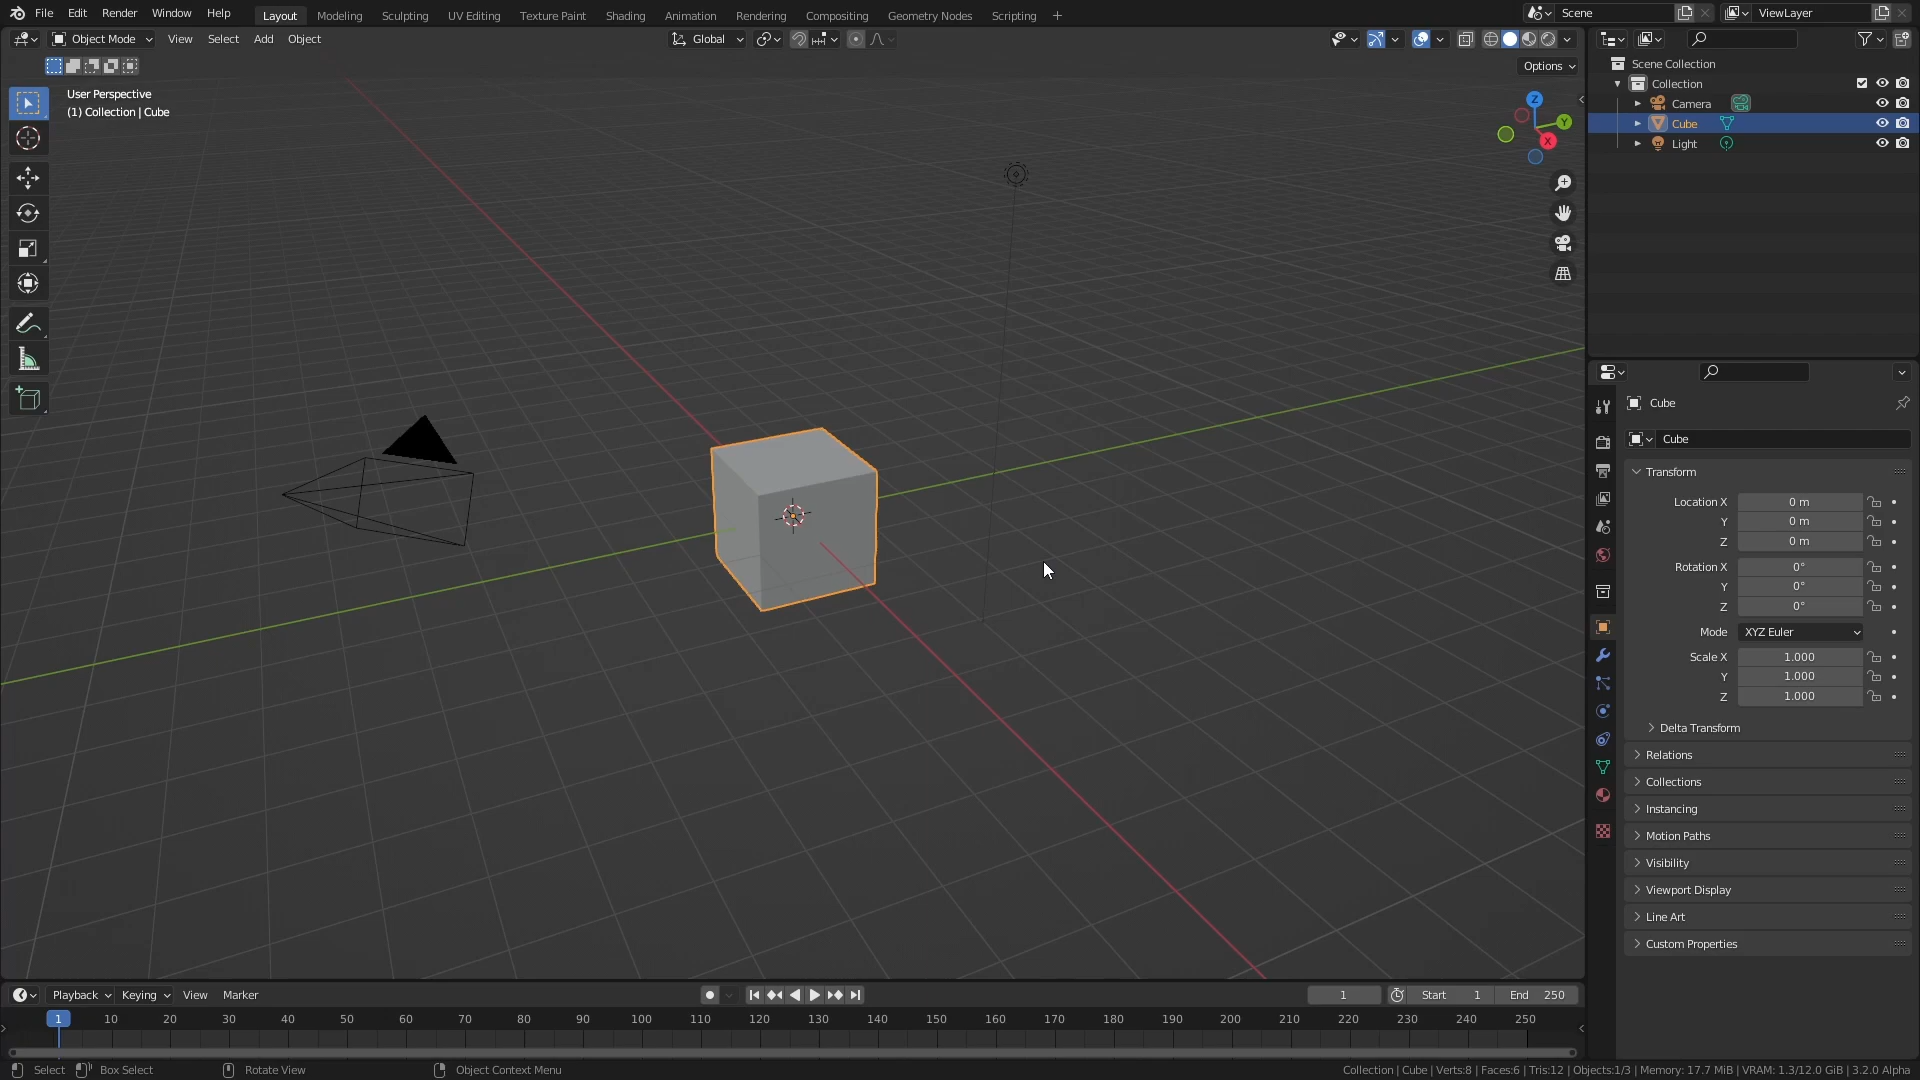 File Edit Render Window Help Layout Modeling Sculpting UV Editing Texture Paint Shading Animation Rendering Compositing Geometry Nodes Scripting + Scene ViewLayer
Object Mode View Select Add Object Global
Options
User Perspective
(1) Collection | Cube
Z
Y
X
Scene Collection
Collection
Camera
Cube
Light
Cube
Cube
Transform
Location X 0 m
Y 0 m
Z 0 m
Rotation X 0°
Y 0°
Z 0°
Mode XYZ Euler
Scale X 1.000
Y 1.000
Z 1.000
Delta Transform
Relations
Collections
Instancing
Motion Paths
Visibility
Viewport Display
Line Art
Custom Properties
Playback Keying View Marker 1 Start 1 End 250
1 10 20 30 40 50 60 70 80 90 100 110 120 130 140 150 160 170 180 190 200 210 220 230 240 250
Select Box Select Rotate View Object Context Menu Collection | Cube | Verts:8 | Faces:6 | Tris:12 | Objects:1/3 | Memory: 17.7 MiB | VRAM: 1.3/12.0 GiB | 3.2.0 Alpha